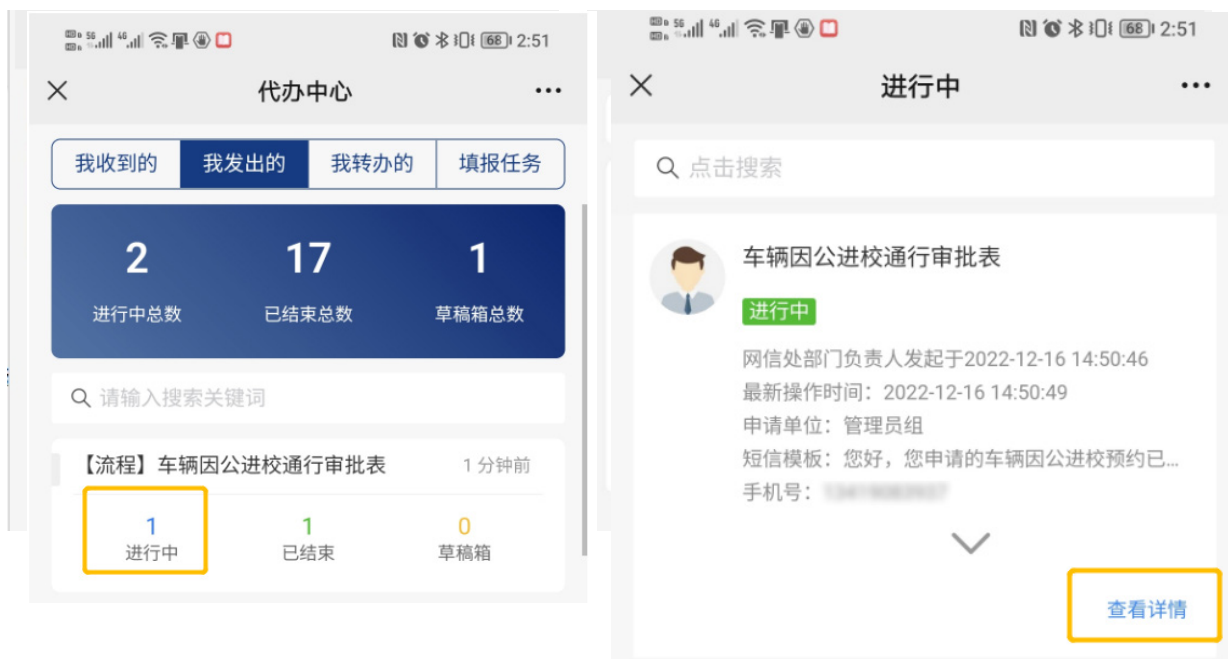 5G 4G 68 2:51
代办中心
我收到的 我发出的 我转办的 填报任务
2 17 1
进行中总数 已结束总数 草稿箱总数
请输入搜索关键词
【流程】车辆因公进校通行审批表 1 分钟前
1 1 0
进行中 已结束 草稿箱
5G 4G 68 2:51
进行中
点击搜索
车辆因公进校通行审批表
进行中
网信处部门负责人发起于2022-12-16 14:50:46
最新操作时间：2022-12-16 14:50:49
申请单位：管理员组
短信模板：您好，您申请的车辆因公进校预约已...
手机号：
查看详情